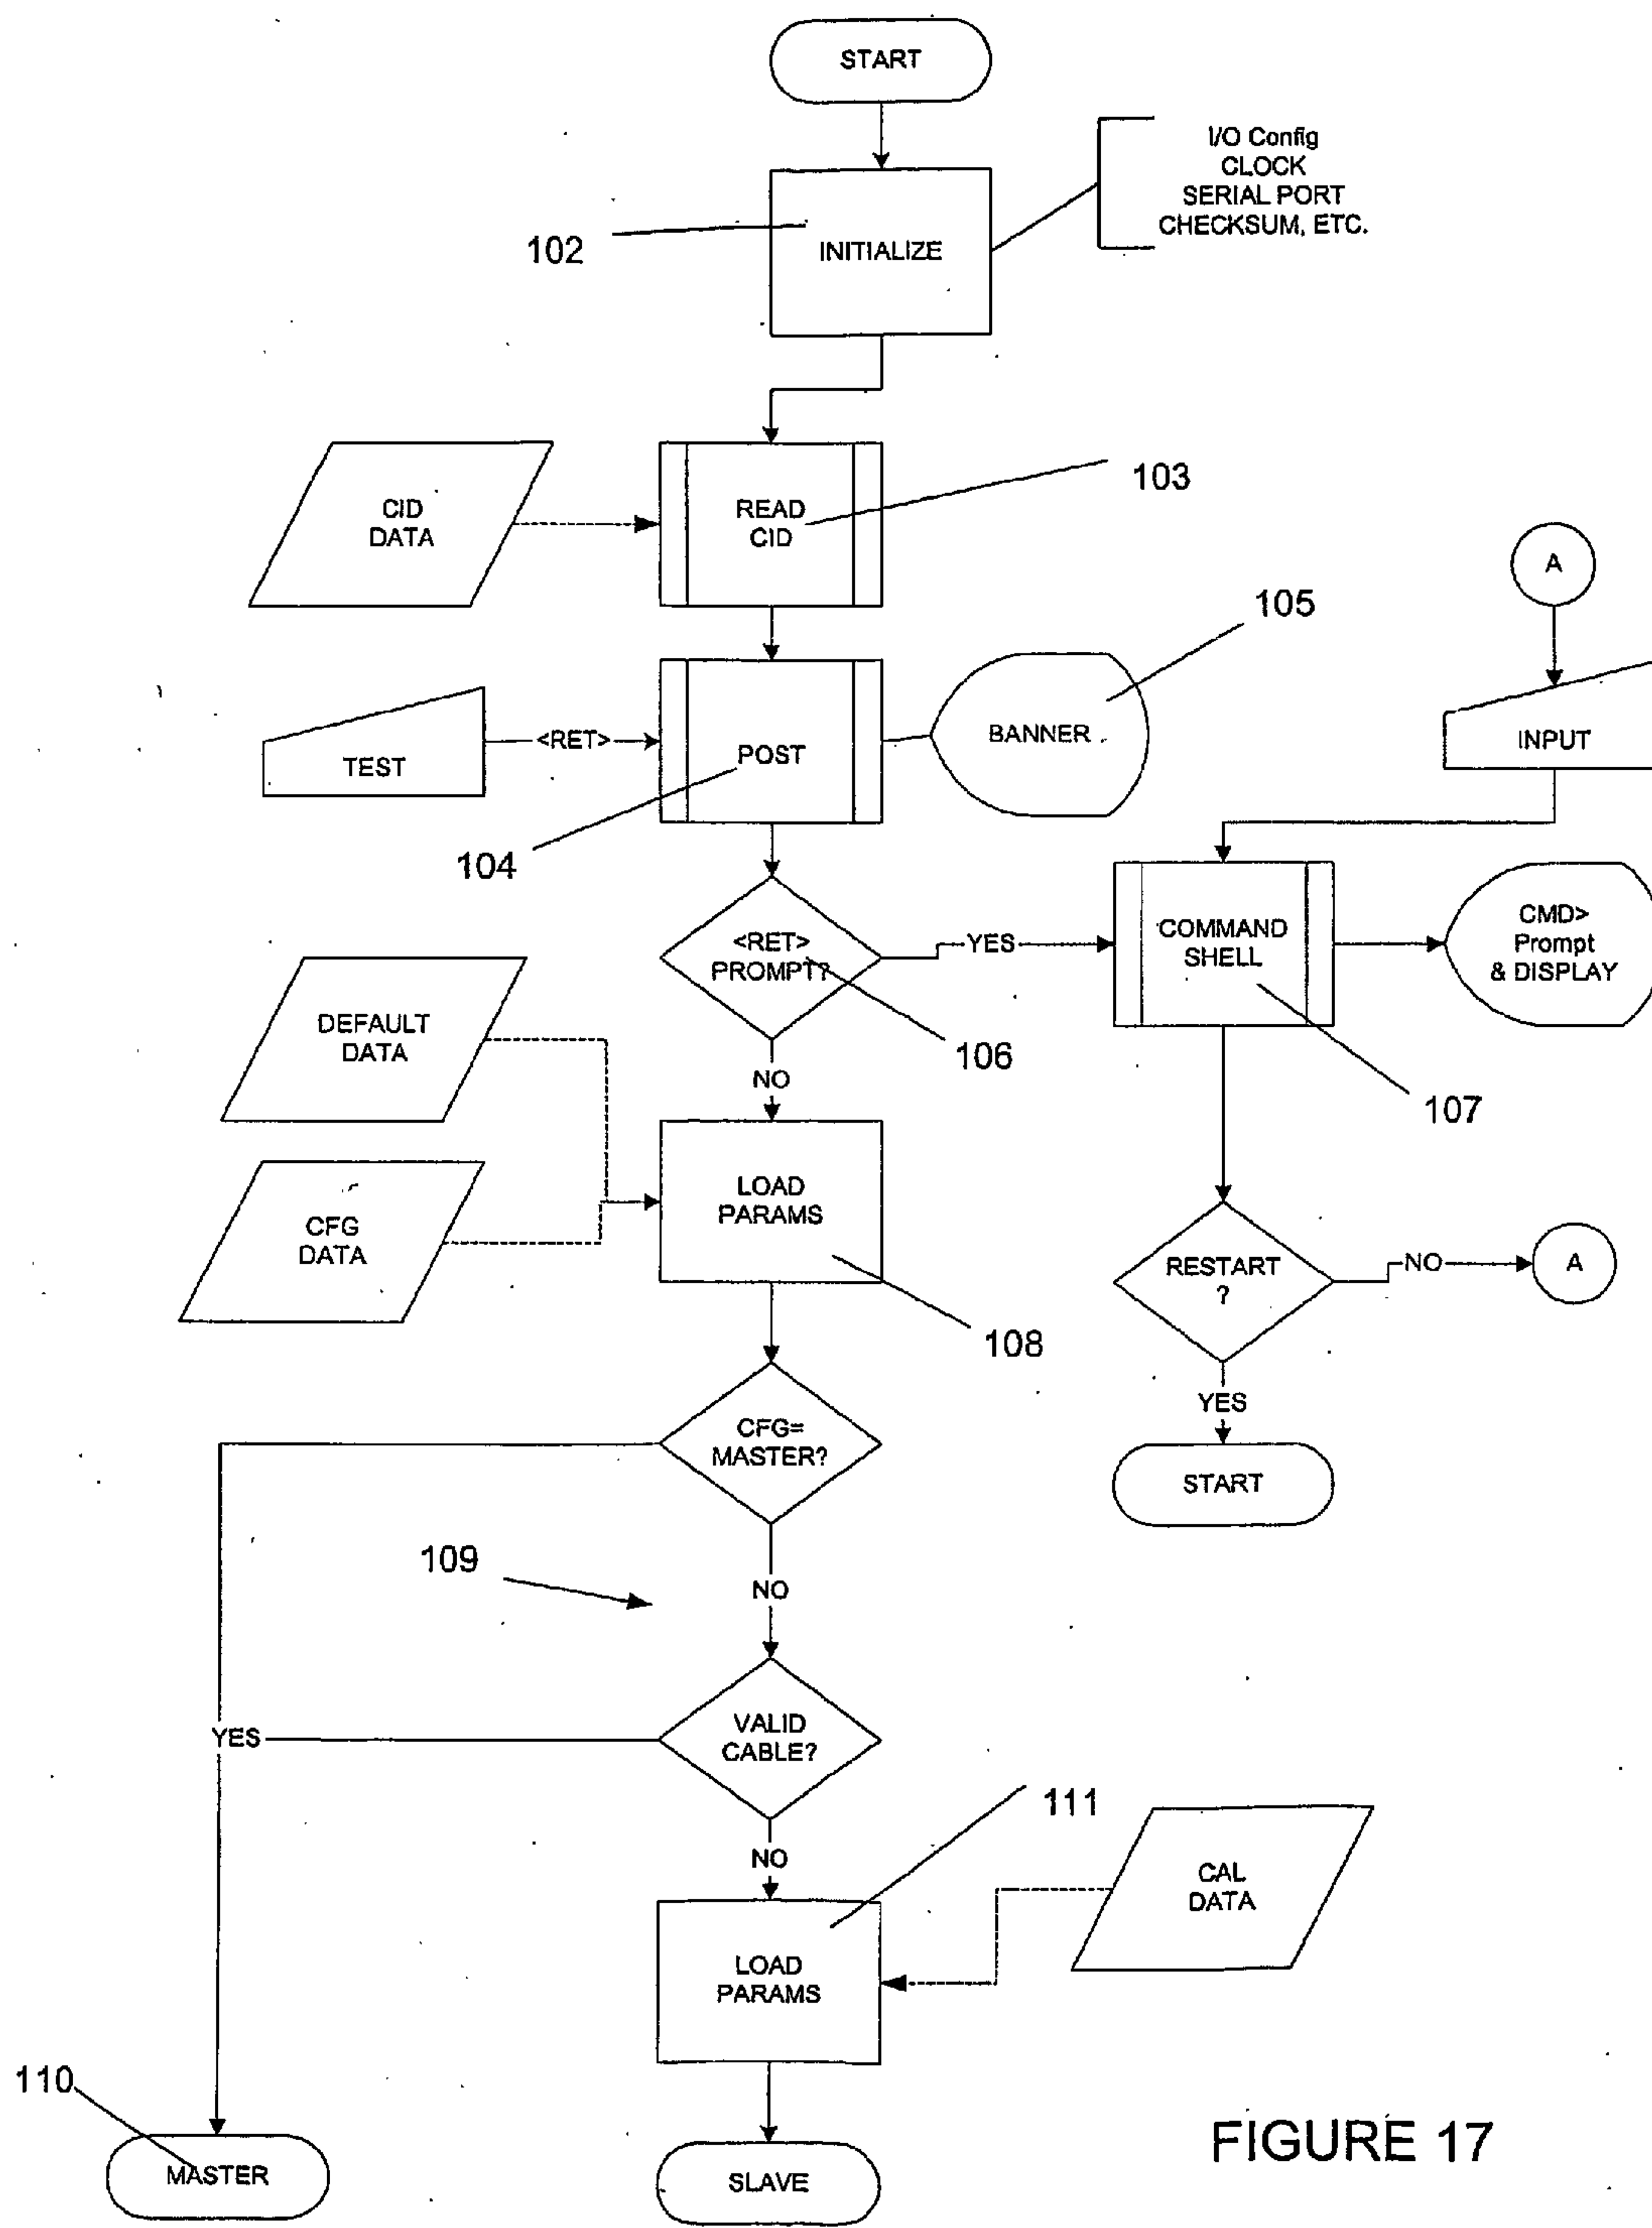 START
I/O Config
CLOCK
SERIAL PORT
CHECKSUM, ETC.
102
INITIALIZE
CID
DATA
READ
CID
103
A
105
TEST
<RET>
POST
BANNER
INPUT
104
<RET>
PROMPT?
YES
COMMAND
SHELL
CMD>
Prompt
& DISPLAY
DEFAULT
DATA
106
NO
107
CFG
DATA
LOAD
PARAMS
108
RESTART
?
NO
A
YES
START
CFG=
MASTER?
109
NO
YES
VALID
CABLE?
111
NO
CAL
DATA
LOAD
PARAMS
110
MASTER
SLAVE
FIGURE 17